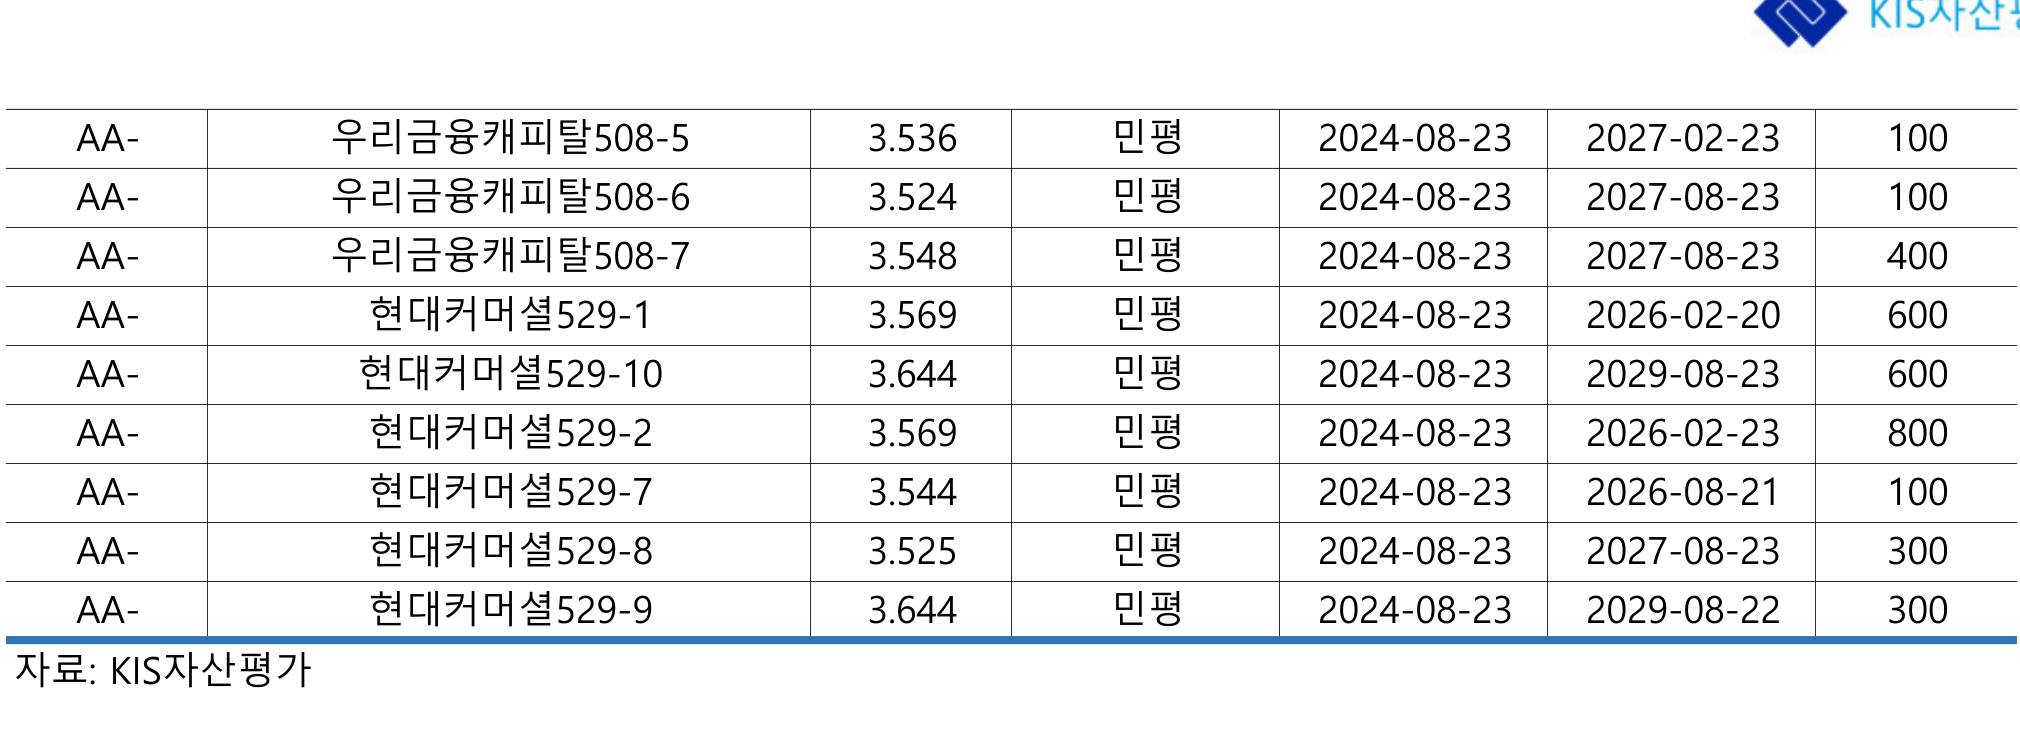 KIS자산평
AA- 우리금융캐피탈508-5 3.536 민평 2024-08-23 2027-02-23 100
AA- 우리금융캐피탈508-6 3.524 민평 2024-08-23 2027-08-23 100
AA- 우리금융캐피탈508-7 3.548 민평 2024-08-23 2027-08-23 400
AA- 현대커머셜529-1 3.569 민평 2024-08-23 2026-02-20 600
AA- 현대커머셜529-10 3.644 민평 2024-08-23 2029-08-23 600
AA- 현대커머셜529-2 3.569 민평 2024-08-23 2026-02-23 800
AA- 현대커머셜529-7 3.544 민평 2024-08-23 2026-08-21 100
AA- 현대커머셜529-8 3.525 민평 2024-08-23 2027-08-23 300
AA- 현대커머셜529-9 3.644 민평 2024-08-23 2029-08-22 300
자료: KIS자산평가